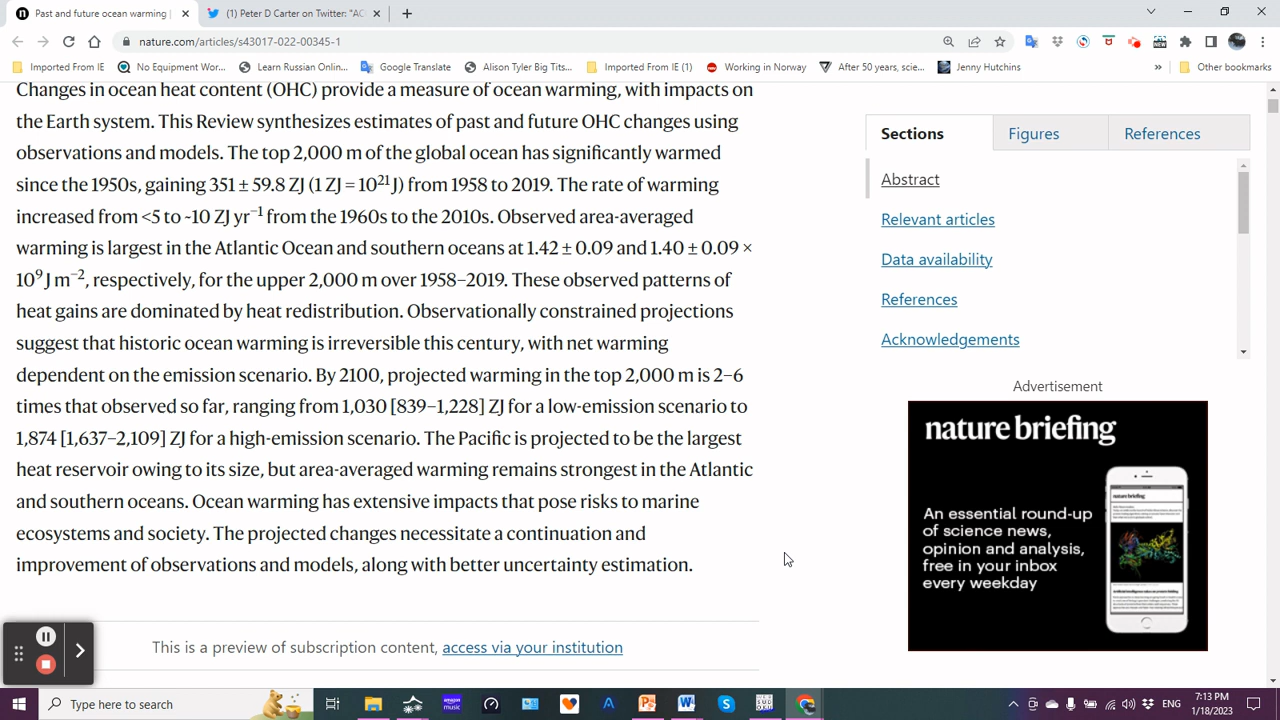 Past and future ocean warming |
(1) Peter D Carter on Twitter: "AC
nature.com/articles/s43017-022-00345-1
Imported From IE
No Equipment Wor...
Learn Russian Onlin...
Google Translate
Alison Tyler Big Tits...
Imported From IE (1)
Working in Norway
After 50 years, scie...
Jenny Hutchins
»
Other bookmarks
Changes in ocean heat content (OHC) provide a measure of ocean warming, with impacts on
the Earth system. This Review synthesizes estimates of past and future OHC changes using
observations and models. The top 2,000 m of the global ocean has significantly warmed
since the 1950s, gaining 351 ± 59.8 ZJ (1 ZJ = 10²¹ J) from 1958 to 2019. The rate of warming
increased from <5 to ~10 ZJ yr⁻¹ from the 1960s to the 2010s. Observed area-averaged
warming is largest in the Atlantic Ocean and southern oceans at 1.42 ± 0.09 and 1.40 ± 0.09 ×
10⁹ J m⁻², respectively, for the upper 2,000 m over 1958–2019. These observed patterns of
heat gains are dominated by heat redistribution. Observationally constrained projections
suggest that historic ocean warming is irreversible this century, with net warming
dependent on the emission scenario. By 2100, projected warming in the top 2,000 m is 2–6
times that observed so far, ranging from 1,030 [839–1,228] ZJ for a low-emission scenario to
1,874 [1,637–2,109] ZJ for a high-emission scenario. The Pacific is projected to be the largest
heat reservoir owing to its size, but area-averaged warming remains strongest in the Atlantic
and southern oceans. Ocean warming has extensive impacts that pose risks to marine
ecosystems and society. The projected changes necessitate a continuation and
improvement of observations and models, along with better uncertainty estimation.
This is a preview of subscription content, access via your institution
Sections
Figures
References
Abstract
Relevant articles
Data availability
References
Acknowledgements
Advertisement
nature briefing
An essential round-up
of science news,
opinion and analysis,
free in your inbox
every weekday
Type here to search
ENG
7:13 PM
1/18/2023